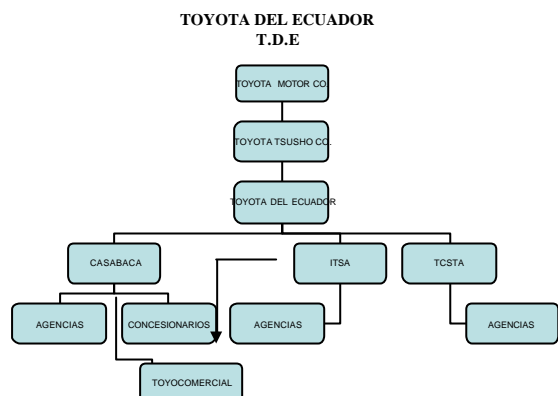 TOYOTA DEL ECUADOR
T.D.E
TOYOTA MOTOR CO.
TOYOTA TSUSHO CO.
TOYOTA DEL ECUADOR
CASABACA
ITSA
TCSTA
AGENCIAS
CONCESIONARIOS
AGENCIAS
AGENCIAS
TOYOCOMERCIAL